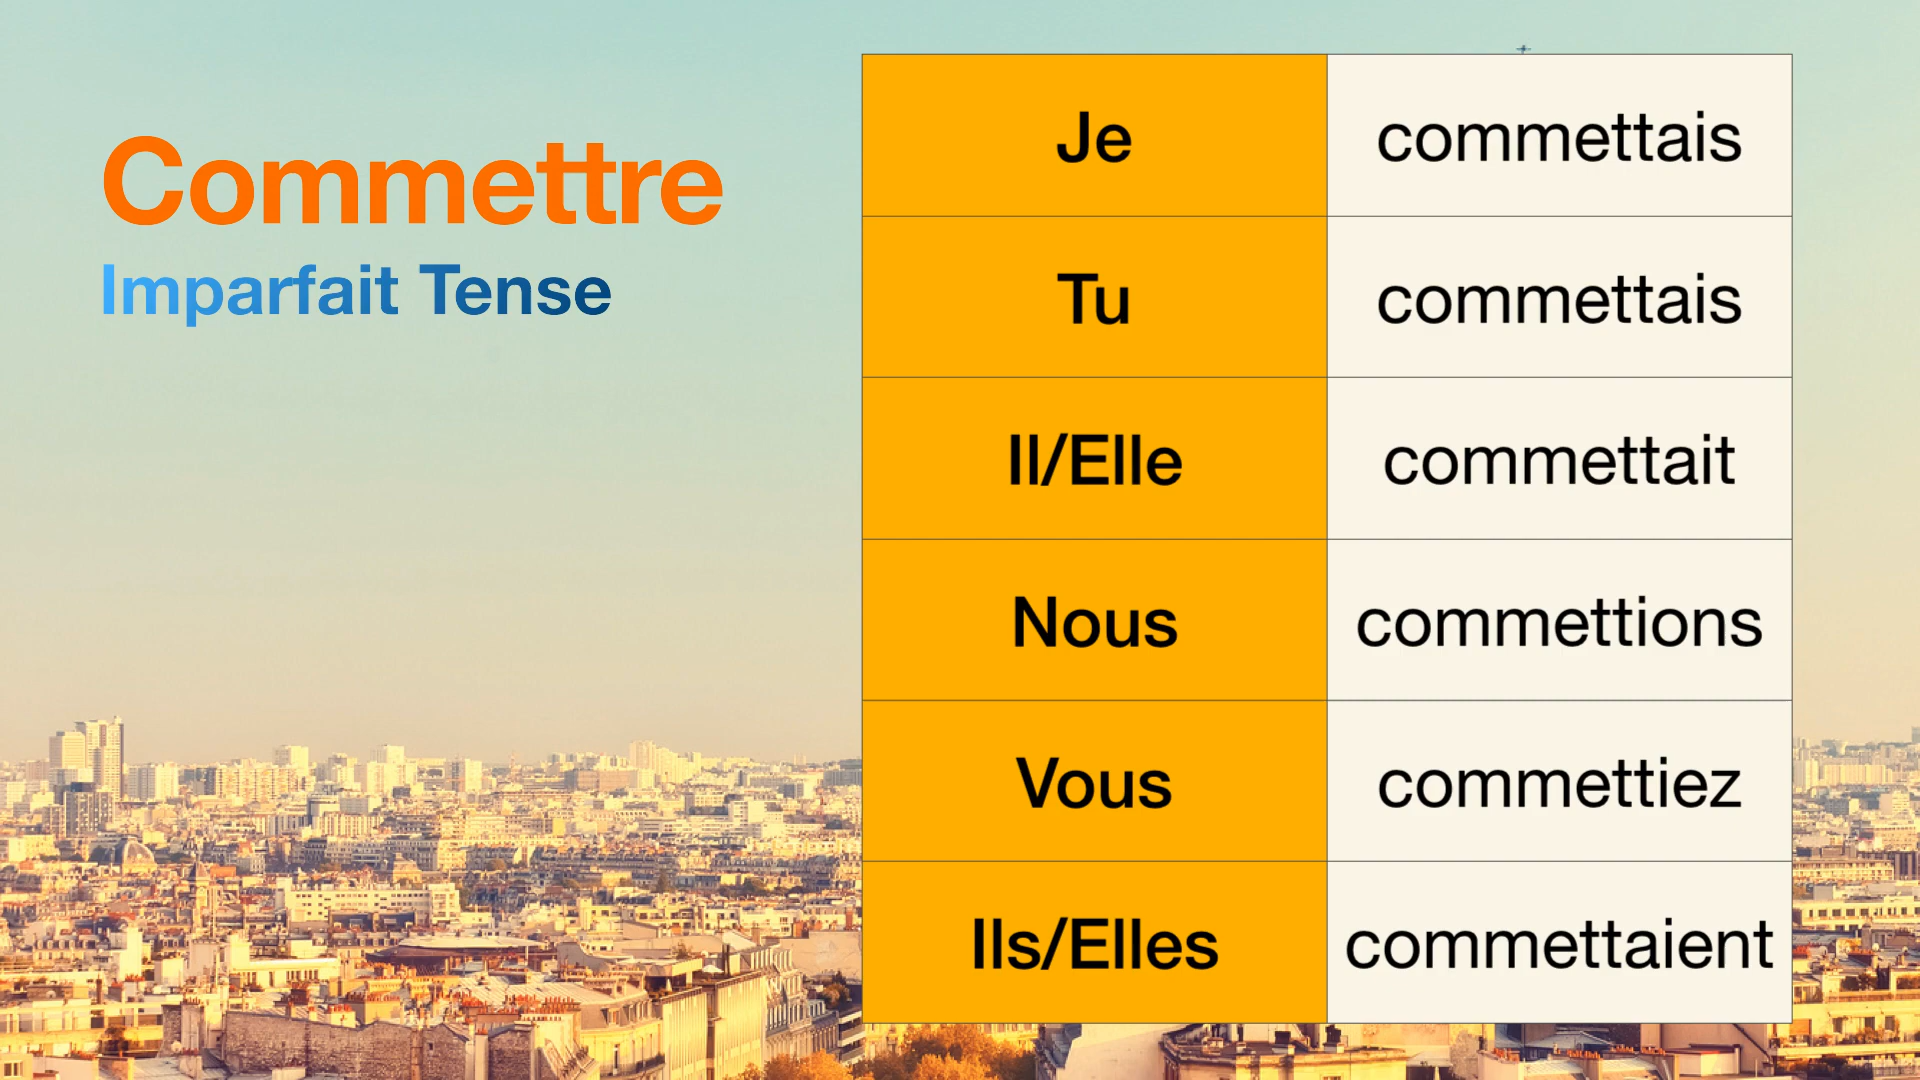 Commettre
Imparfait Tense
Je commettais
Tu commettais
Il/Elle commettait
Nous commettions
Vous commettiez
Ils/Elles commettaient